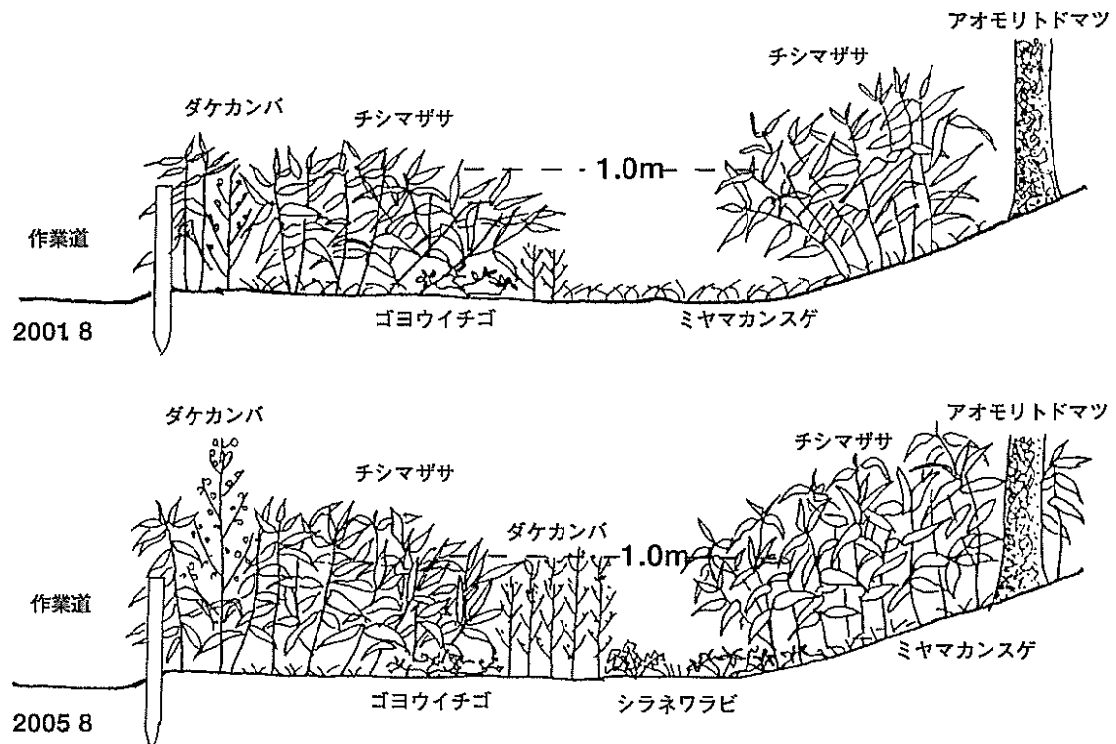 アオモリトドマツ
チシマザサ
ダケカンバ
チシマザサ
1.0m
作業道
ゴヨウイチゴ
ミヤマカンスゲ
2001 8
ダケカンバ
アオモリトドマツ
チシマザサ
チシマザサ
ダケカンバ
1.0m
作業道
ミヤマカンスゲ
ゴヨウイチゴ
シラネワラビ
2005 8